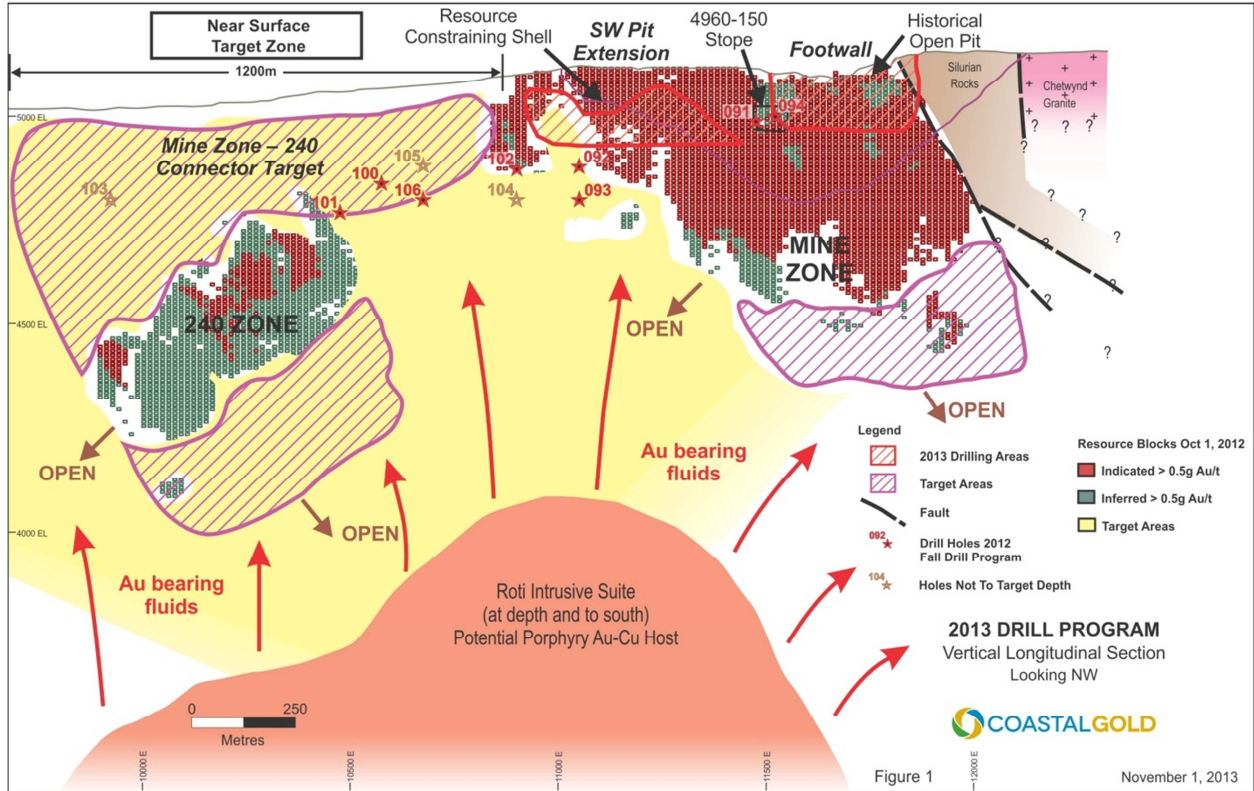 Near Surface
Target Zone
1200m
Resource
Constraining Shell
SW Pit
Extension
4960-150
Stope
Footwall
Historical
Open Pit
Silurian
Rocks
Chetwynd
Granite
5000 EL
4500 EL
4000 EL
Mine Zone – 240
Connector Target
103
100
105
101
106
102
104
092
093
091
094
? ?
?
?
?
?
?
?
?
?
240 ZONE
MINE
ZONE
OPEN
OPEN
OPEN
OPEN
Au bearing
fluids
Au bearing
fluids
Roti Intrusive Suite
(at depth and to south)
Potential Porphyry Au-Cu Host
Legend
2013 Drilling Areas
Target Areas
Fault
092
Drill Holes 2012
Fall Drill Program
104
Holes Not To Target Depth
Resource Blocks Oct 1, 2012
Indicated > 0.5g Au/t
Inferred > 0.5g Au/t
Target Areas
2013 DRILL PROGRAM
Vertical Longitudinal Section
Looking NW
COASTALGOLD
0 250
Metres
10000 E
10500 E
11000 E
11500 E
12000 E
Figure 1
November 1, 2013